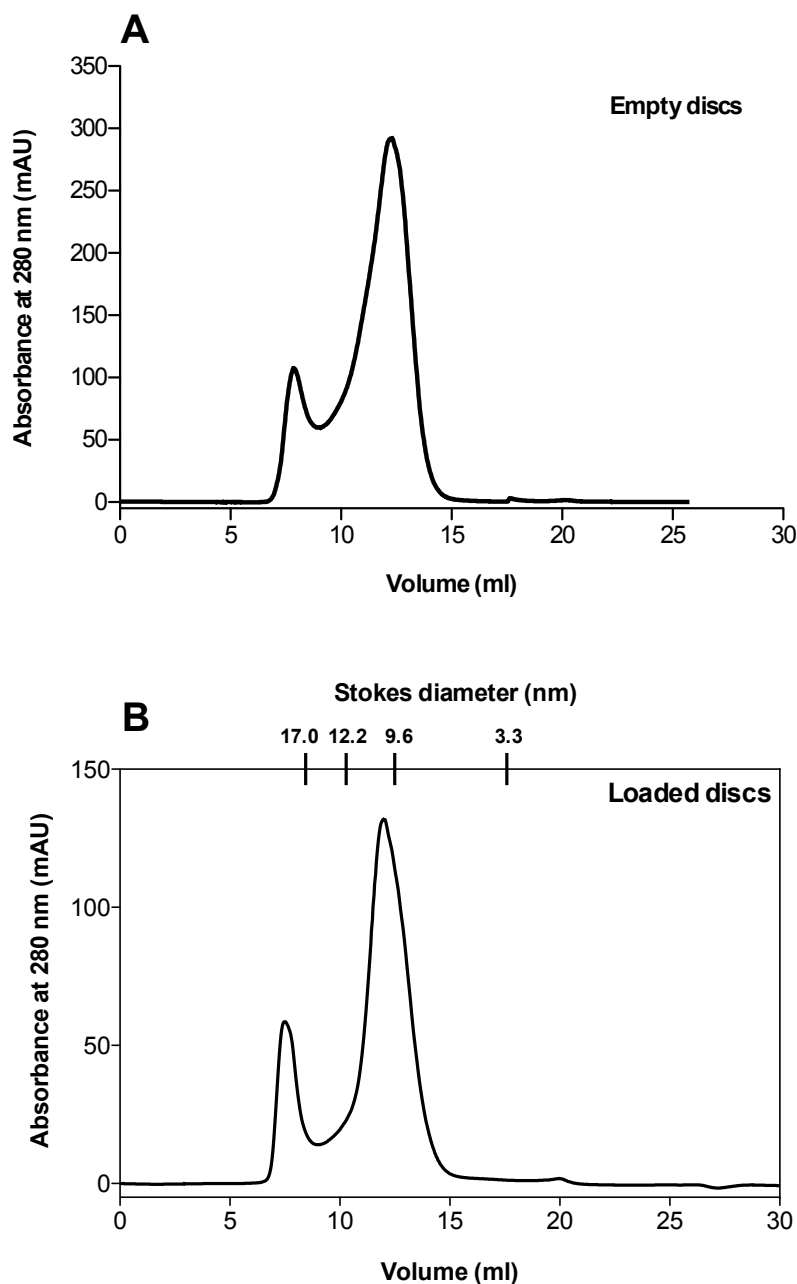 A
Empty discs
Absorbance at 280 nm (mAU)
350
300
250
200
150
100
50
0
0 5 10 15 20 25 30
Volume (ml)
Stokes diameter (nm)
B
17.0 12.2 9.6 3.3
Loaded discs
Absorbance at 280 nm (mAU)
150
100
50
0
0 5 10 15 20 25 30
Volume (ml)